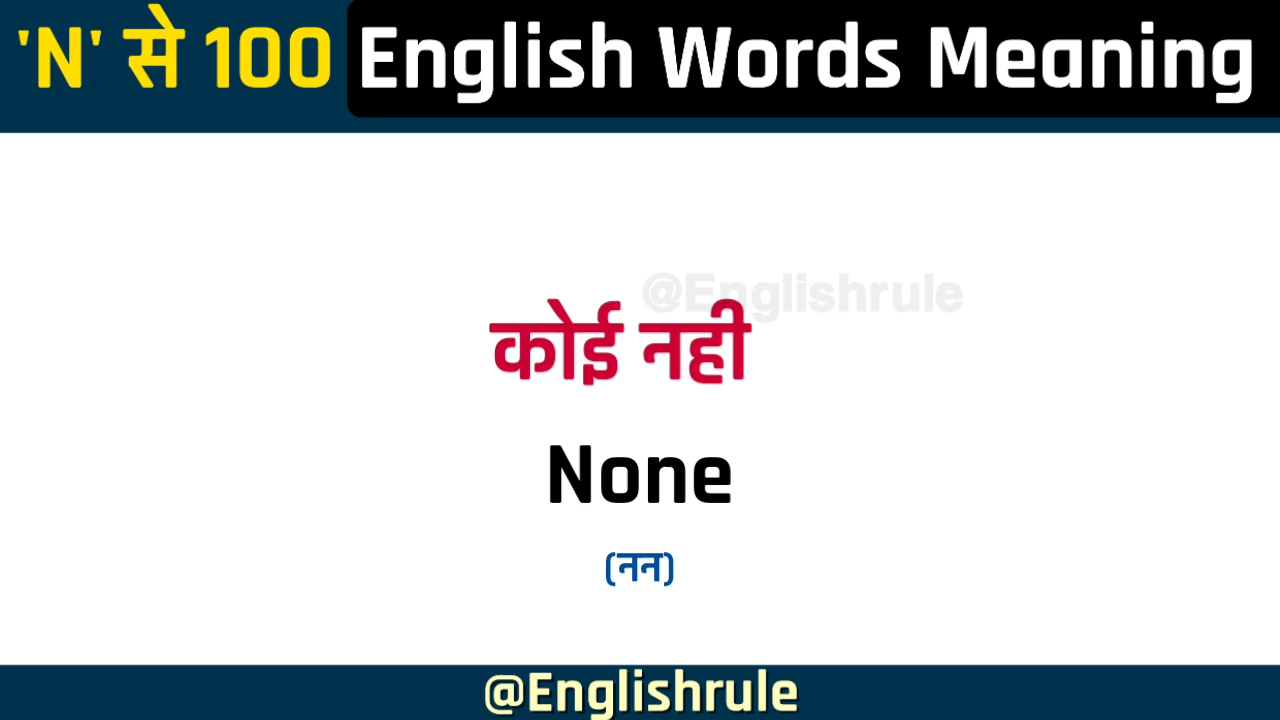 'N' से 100 English Words Meaning
@Englishrule
कोई नही
None
(नन)
@Englishrule